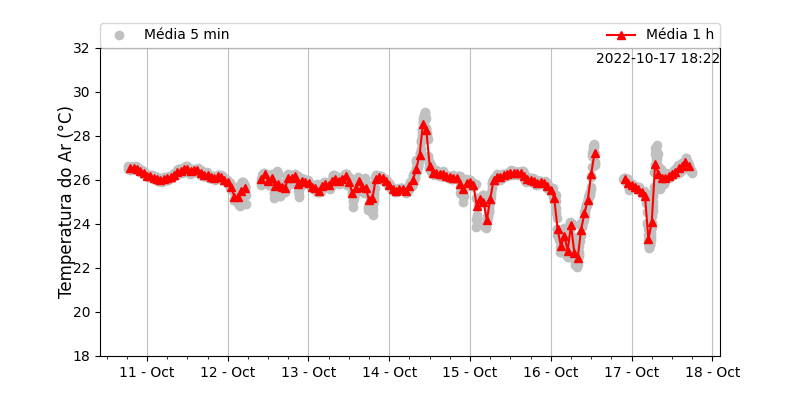 Média 5 min
Média 1 h
2022-10-17 18:22
Temperatura do Ar (°C)
32
30
28
26
24
22
20
18
11 - Oct
12 - Oct
13 - Oct
14 - Oct
15 - Oct
16 - Oct
17 - Oct
18 - Oct